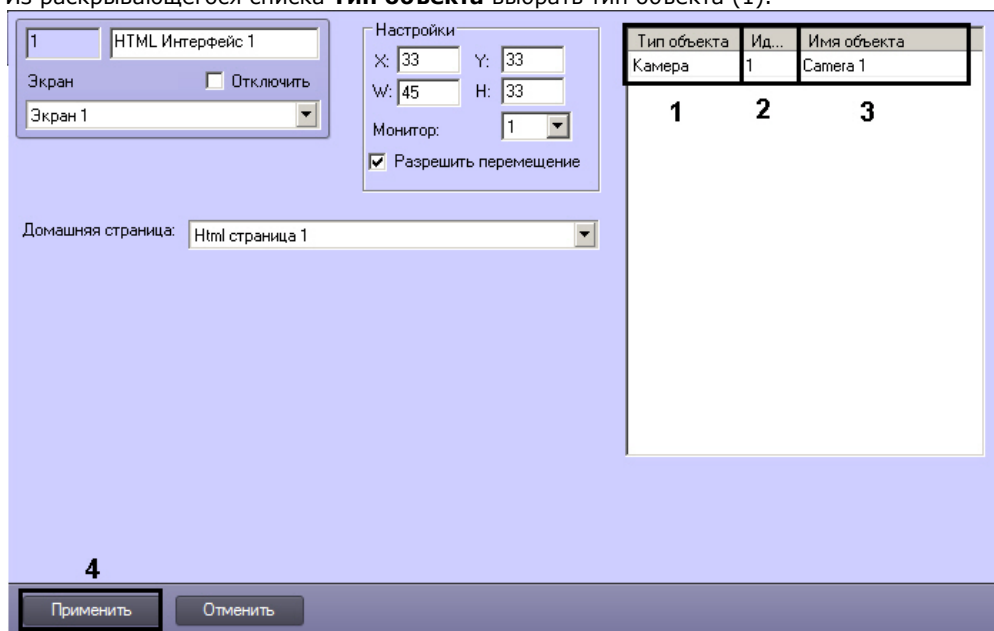 Из раскрывающегося списка Тип объекта выбрать тип объекта (1).
1
HTML Интерфейс 1
Экран
Отключить
Экран 1
Настройки
X: 33 Y: 33
W: 45 H: 33
Монитор: 1
Разрешить перемещение
Тип объекта Ид... Имя объекта
Камера 1 Camera 1
1 2 3
Домашняя страница: Html страница 1
4
Применить Отменить